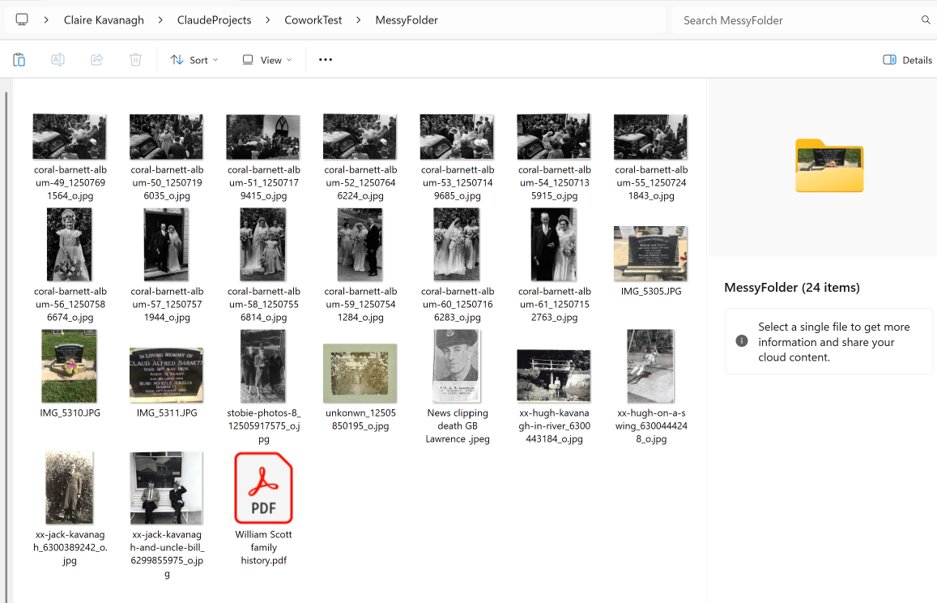 Claire Kavanagh > ClaudeProjects > CoworkTest > MessyFolder
Search MessyFolder
Sort
View
Details
coral-barnett-alb
um-49_1250769
1564_o.jpg
coral-barnett-alb
um-50_1250719
6035_o.jpg
coral-barnett-alb
um-51_1250717
9415_o.jpg
coral-barnett-alb
um-52_1250764
6224_o.jpg
coral-barnett-alb
um-53_1250714
9685_o.jpg
coral-barnett-alb
um-54_1250713
5915_o.jpg
coral-barnett-alb
um-55_1250724
1843_o.jpg
coral-barnett-alb
um-56_1250758
6674_o.jpg
coral-barnett-alb
um-57_1250757
1944_o.jpg
coral-barnett-alb
um-58_1250755
6814_o.jpg
coral-barnett-alb
um-59_1250754
1284_o.jpg
coral-barnett-alb
um-60_1250716
6283_o.jpg
coral-barnett-alb
um-61_1250715
2763_o.jpg
IMG_5305.JPG
IMG_5310.JPG
IN LOVING MEMORY OF
CLAUD ALFRED BARNETT
IMG_5311.JPG
stobie-photos-8_
12505917575_o.j
pg
unkonwn_12505
850195_o.jpg
News clipping
death GB
Lawrence .jpeg
xx-hugh-kavana
gh-in-river_6300
443184_o.jpg
xx-hugh-on-a-s
wing_630044424
8_o.jpg
xx-jack-kavanag
h_6300389242_o.
jpg
xx-jack-kavanag
h-and-uncle-bill_
6299855975_o.jp
g
PDF
William Scott
family
history.pdf
MessyFolder (24 items)
Select a single file to get more
information and share your
cloud content.